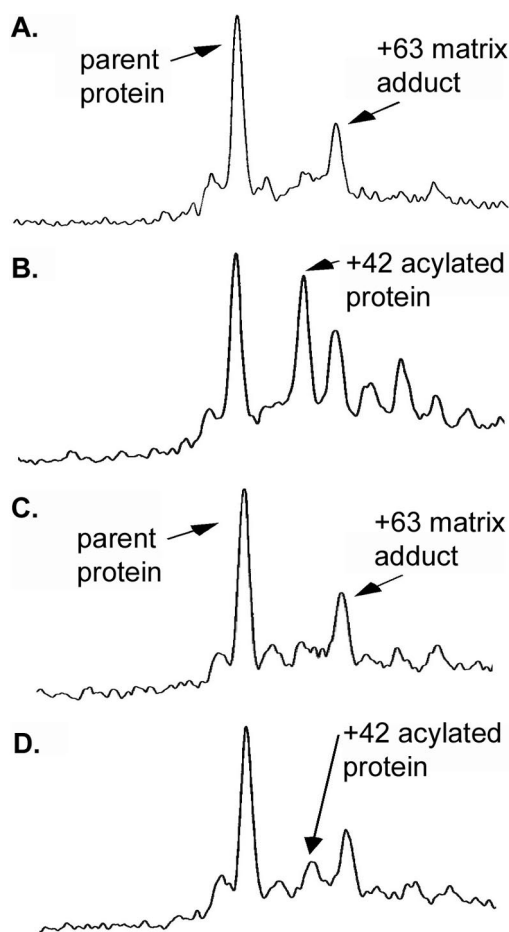 A.
parent
protein
+63 matrix
adduct
B.
+42 acylated
protein
C.
parent
protein
+63 matrix
adduct
D.
+42 acylated
protein